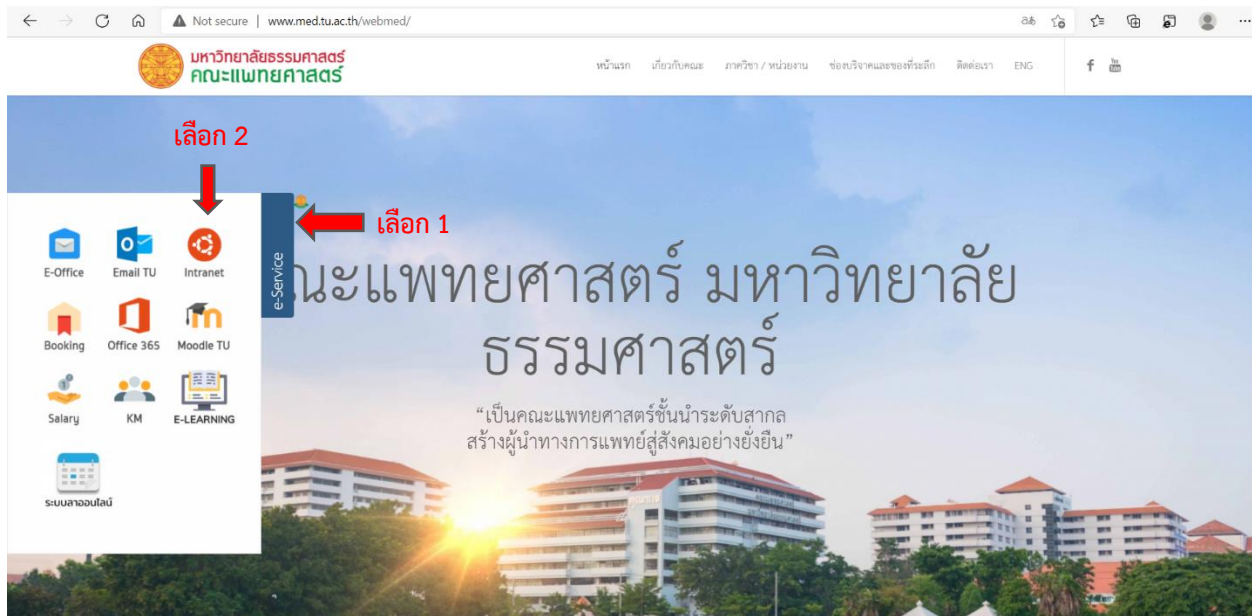 Not secure | www.med.tu.ac.th/webmed/
มหาวิทยาลัยธรรมศาสตร์
คณะแพทยศาสตร์
หน้าแรก เกี่ยวกับคณะ ภาควิชา / หน่วยงาน ช่องบริจาคและของที่ระลึก ติดต่อเรา ENG
เลือก 2
เลือก 1
E-Office Email TU Intranet
e-Service
Booking Office 365 Moodle TU
Salary KM E-LEARNING
ระบบลาออนไลน์
ณะแพทยศาสตร์ มหาวิทยาลัย
ธรรมศาสตร์
“เป็นคณะแพทยศาสตร์ชั้นนำระดับสากล
สร้างผู้นำทางการแพทย์สู่สังคมอย่างยั่งยืน”